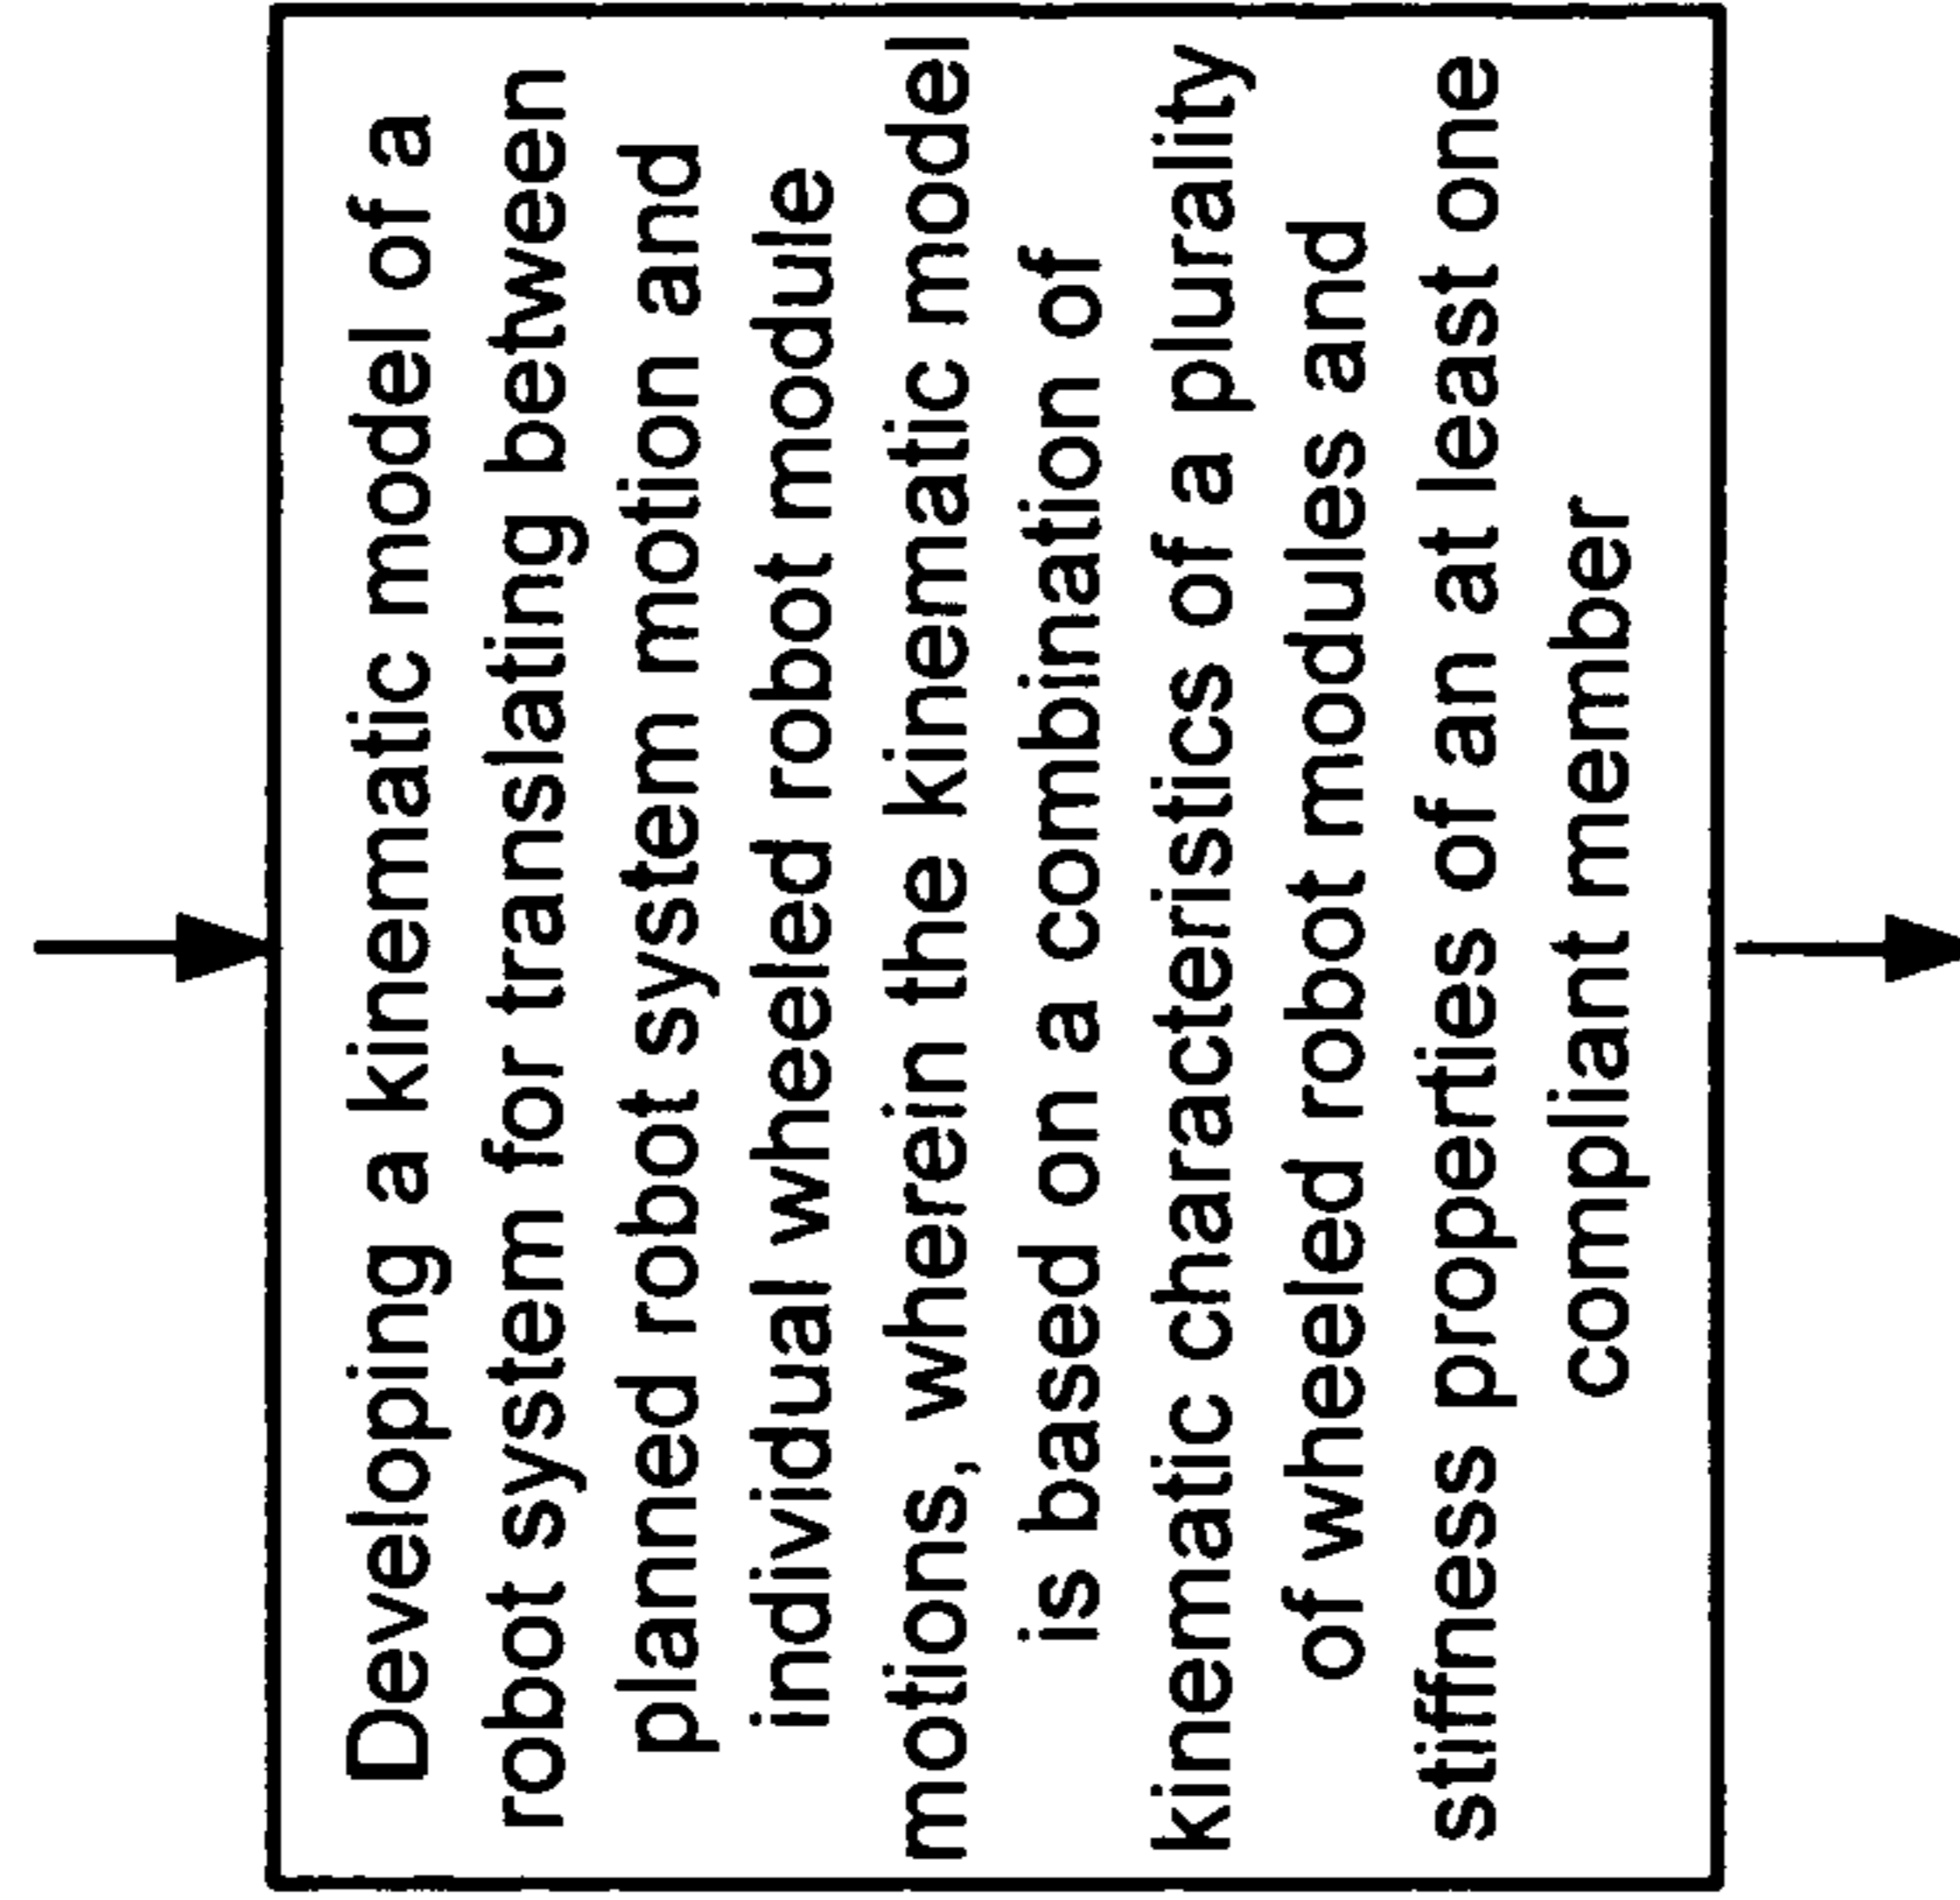 Developing a kinematic model of a
robot system for translating between
planned robot system motion and
individual wheeled robot module
motions, wherein the kinematic model
is based on a combination of
kinematic characteristics of a plurality
of wheeled robot modules and
stiffness properties of an at least one
compliant member